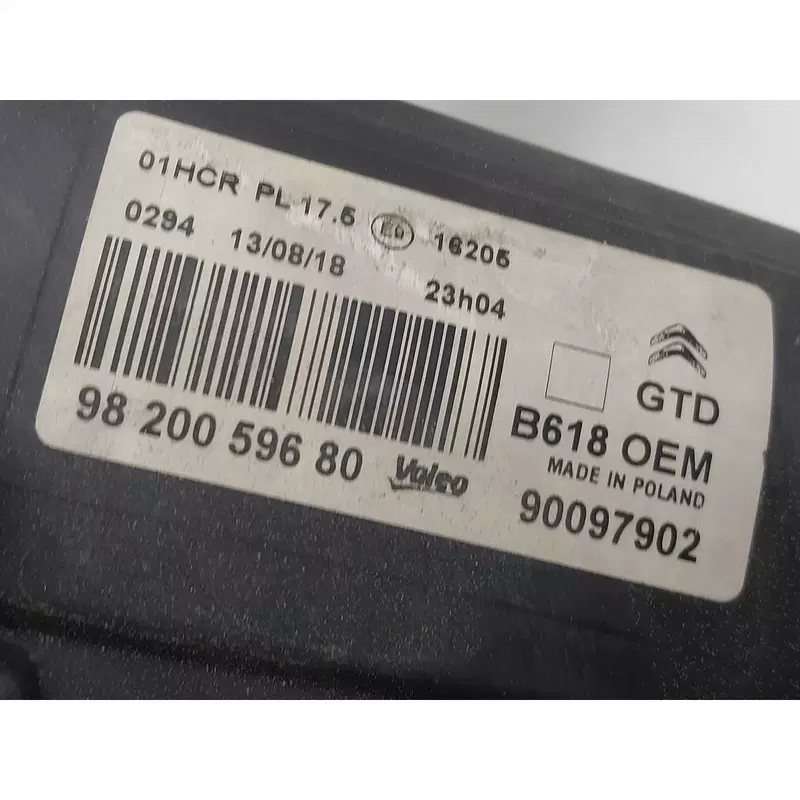 01HCR PL 17.5 E9 16205
0294 13/08/18 23h04
98 200 596 80 Valeo
GTD
B618 OEM
MADE IN POLAND
90097902